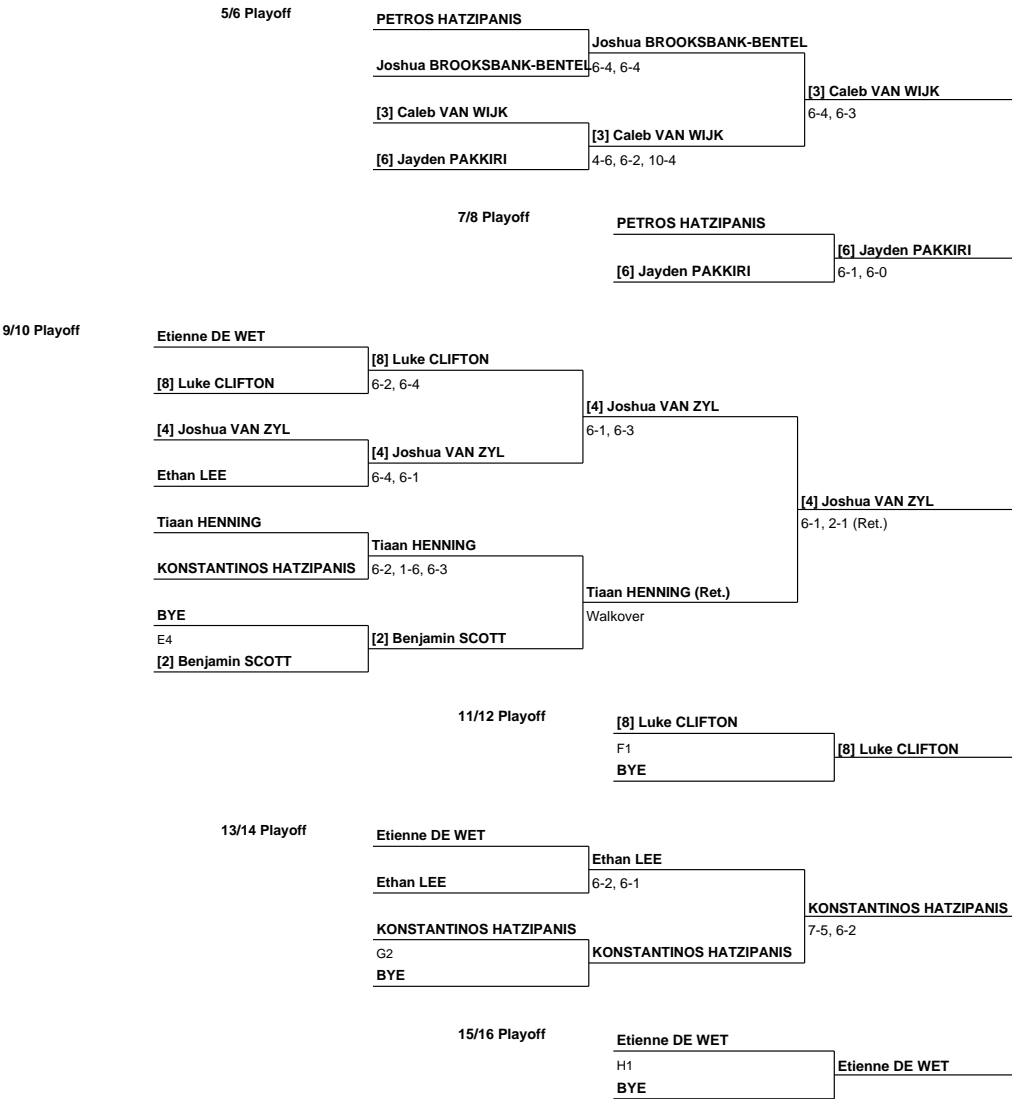 5/6 Playoff
PETROS HATZIPANIS
Joshua BROOKSBANK-BENTEL
Joshua BROOKSBANK-BENTEL
6-4, 6-4
[3] Caleb VAN WIJK
[3] Caleb VAN WIJK
6-4, 6-3
[3] Caleb VAN WIJK
[6] Jayden PAKKIRI
4-6, 6-2, 10-4
7/8 Playoff
PETROS HATZIPANIS
[6] Jayden PAKKIRI
[6] Jayden PAKKIRI
6-1, 6-0
9/10 Playoff
Etienne DE WET
[8] Luke CLIFTON
[8] Luke CLIFTON
6-2, 6-4
[4] Joshua VAN ZYL
[4] Joshua VAN ZYL
6-1, 6-3
[4] Joshua VAN ZYL
Ethan LEE
6-4, 6-1
[4] Joshua VAN ZYL
6-1, 2-1 (Ret.)
Tiaan HENNING
Tiaan HENNING
KONSTANTINOS HATZIPANIS
6-2, 1-6, 6-3
Tiaan HENNING (Ret.)
Walkover
BYE
E4
[2] Benjamin SCOTT
[2] Benjamin SCOTT
11/12 Playoff
[8] Luke CLIFTON
F1
[8] Luke CLIFTON
BYE
13/14 Playoff
Etienne DE WET
Ethan LEE
Ethan LEE
6-2, 6-1
KONSTANTINOS HATZIPANIS
7-5, 6-2
KONSTANTINOS HATZIPANIS
G2
KONSTANTINOS HATZIPANIS
BYE
15/16 Playoff
Etienne DE WET
H1
Etienne DE WET
BYE